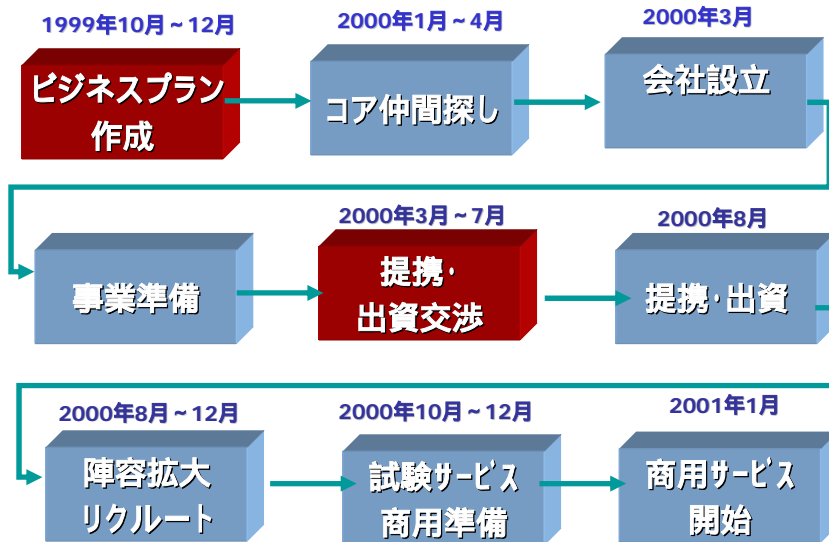 1999年10月～12月
ビジネスプラン
作成
2000年1月～4月
コア仲間探し
2000年3月
会社設立
事業準備
2000年3月～7月
提携・
出資交渉
2000年8月
提携・出資
2000年8月～12月
陣容拡大
リクルート
2000年10月～12月
試験サービス
商用準備
2001年1月
商用サービス
開始